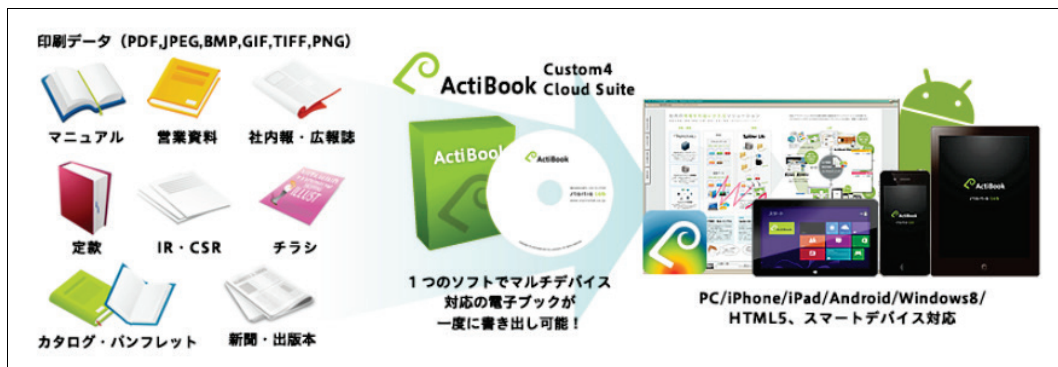 印刷データ（PDF,JPEG,BMP,GIF,TIFF,PNG）
マニュアル
営業資料
社内報・広報誌
定款
IR・CSR
チラシ
カタログ・パンフレット
新聞・出版本
ActiBook Custom4
Cloud Suite
ActiBook
ActiBook
１つのソフトでマルチデバイス
対応の電子ブックが
一度に書き出し可能！
ActiBook
ActiBook
PC/iPhone/iPad/Android/Windows8/
HTML5、スマートデバイス対応